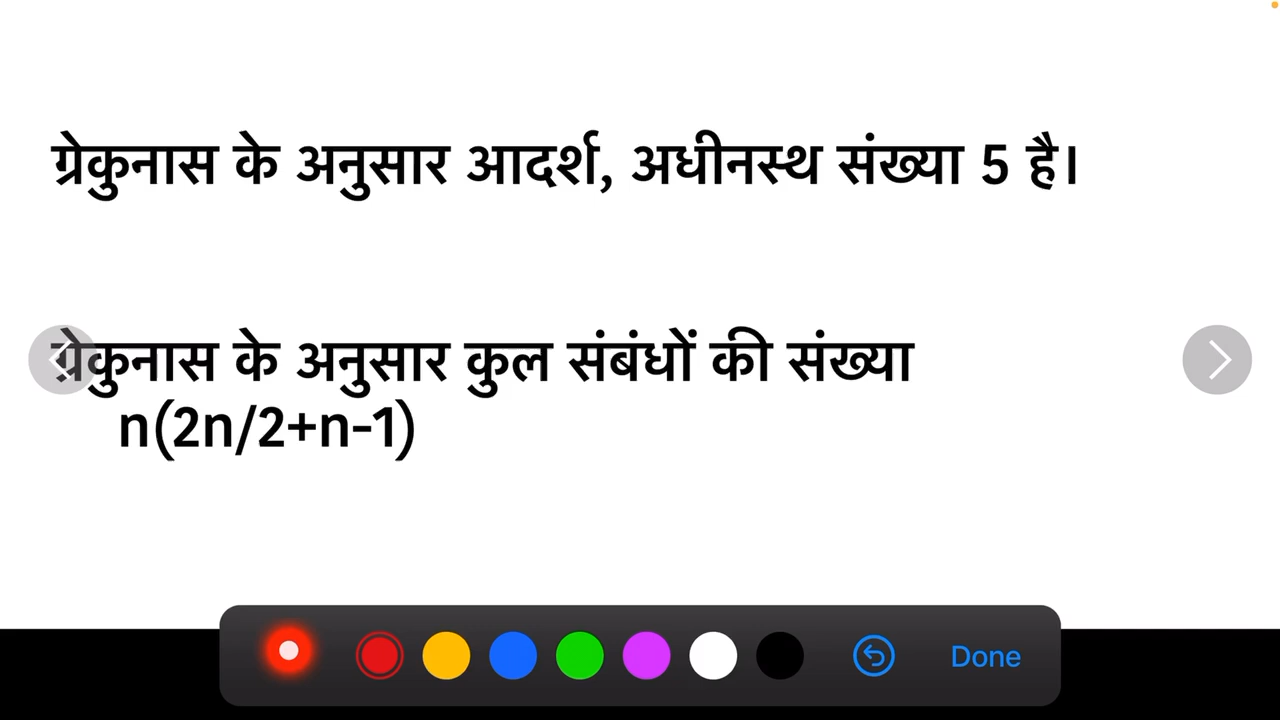 ग्रेकुनास के अनुसार आदर्श, अधीनस्थ संख्या 5 है।
ग्रेकुनास के अनुसार कुल संबंधों की संख्या
n(2n/2+n-1)
Done